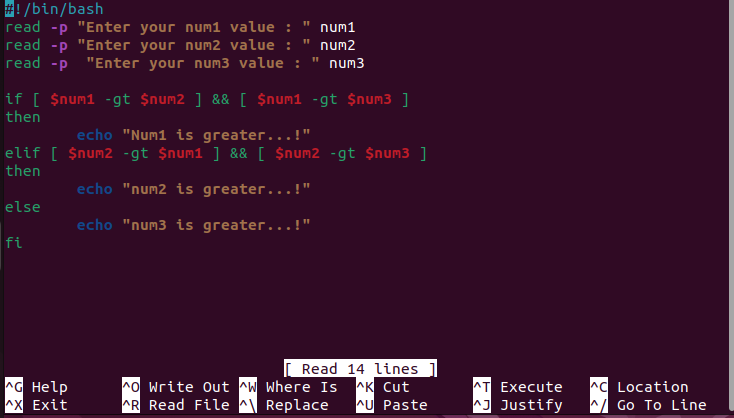 #!/bin/bash
read -p "Enter your num1 value : " num1
read -p "Enter your num2 value : " num2
read -p  "Enter your num3 value : " num3

if [ $num1 -gt $num2 ] && [ $num1 -gt $num3 ]
then
        echo "Num1 is greater...!"
elif [ $num2 -gt $num1 ] && [ $num2 -gt $num3 ]
then
        echo "num2 is greater...!"
else
        echo "num3 is greater...!"
fi
[ Read 14 lines ]
^G Help ^O Write Out ^W Where Is ^K Cut ^T Execute ^C Location
^X Exit ^R Read File ^\ Replace ^U Paste ^J Justify ^/ Go To Line